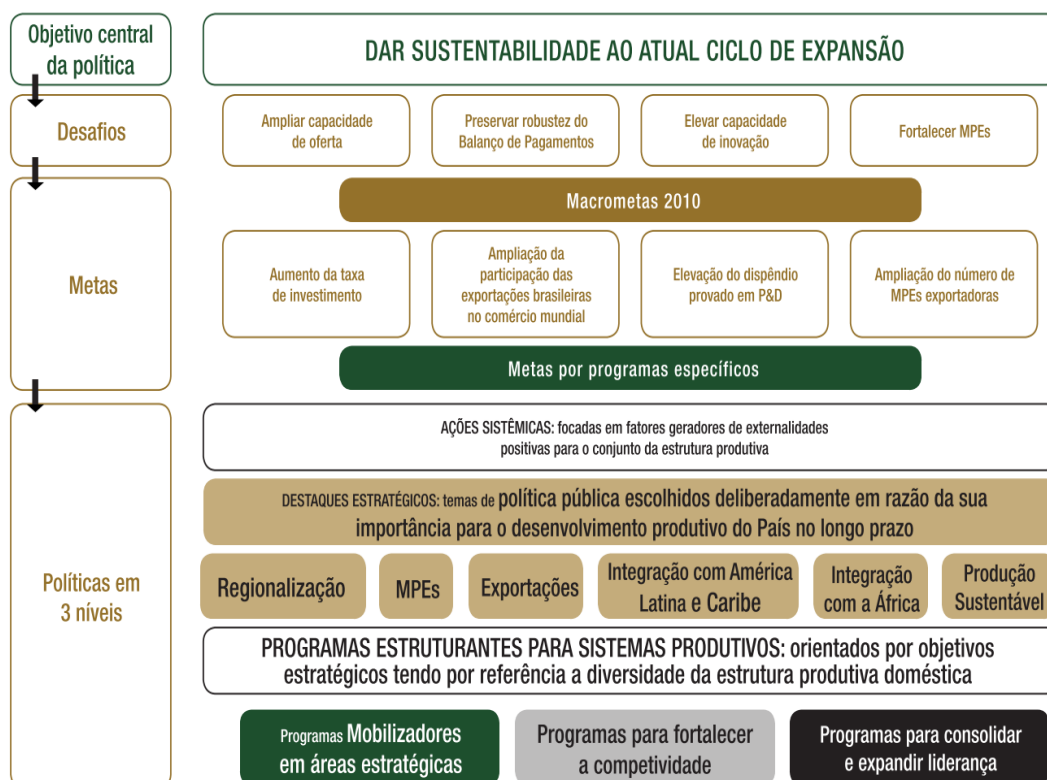 Objetivo central
da política
DAR SUSTENTABILIDADE AO ATUAL CICLO DE EXPANSÃO
Desafios
Ampliar capacidade
de oferta
Preservar robustez do
Balanço de Pagamentos
Elevar capacidade
de inovação
Fortalecer MPEs
Metas
Macrometas 2010
Aumento da taxa
de investimento
Ampliação da
participação das
exportações brasileiras
no comércio mundial
Elevação do dispêndio
provado em P&D
Ampliação do número de
MPEs exportadoras
Metas por programas específicos
Políticas em
3 níveis
AÇÕES SISTÊMICAS: focadas em fatores geradores de externalidades
positivas para o conjunto da estrutura produtiva
DESTAQUES ESTRATÉGICOS: temas de política pública escolhidos deliberadamente em razão da sua
importância para o desenvolvimento produtivo do País no longo prazo
Regionalização
MPEs
Exportações
Integração com América
Latina e Caribe
Integração
com a África
Produção
Sustentável
PROGRAMAS ESTRUTURANTES PARA SISTEMAS PRODUTIVOS: orientados por objetivos
estratégicos tendo por referência a diversidade da estrutura produtiva doméstica
Programas Mobilizadores
em áreas estratégicas
Programas para fortalecer
a competividade
Programas para consolidar
e expandir liderança